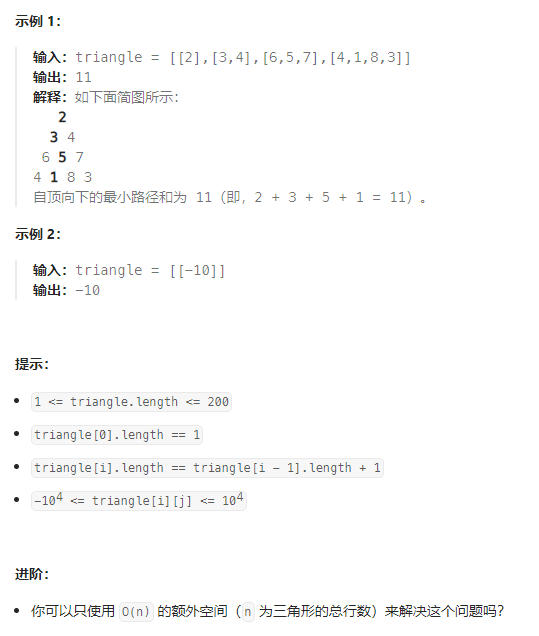 示例 1：
输入：triangle = [[2],[3,4],[6,5,7],[4,1,8,3]]
输出：11
解释：如下面简图所示：
2
3 4
6 5 7
4 1 8 3
自顶向下的最小路径和为 11（即，2 + 3 + 5 + 1 = 11）。
示例 2：
输入：triangle = [[-10]]
输出：-10
提示：
1 <= triangle.length <= 200
triangle[0].length == 1
triangle[i].length == triangle[i - 1].length + 1
-10⁴ <= triangle[i][j] <= 10⁴
进阶：
你可以只使用 O(n) 的额外空间（n 为三角形的总行数）来解决这个问题吗？